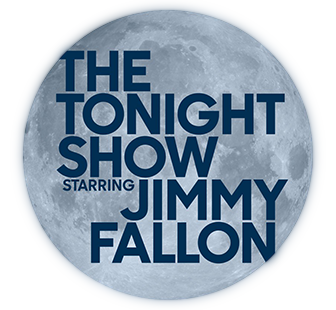 THE
TONIGHT
SHOW
STARRING
JIMMY
FALLON